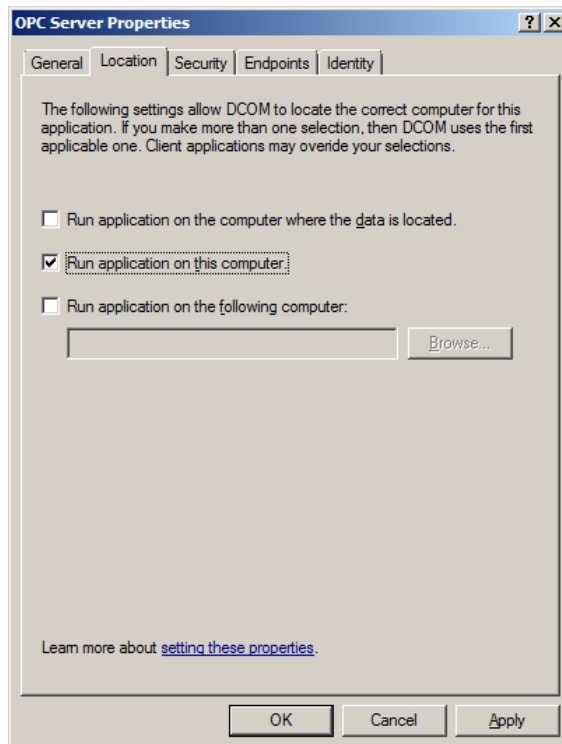 OPC Server Properties
General Location Security Endpoints Identity
The following settings allow DCOM to locate the correct computer for this
application. If you make more than one selection, then DCOM uses the first
applicable one. Client applications may overide your selections.
Run application on the computer where the data is located.
Run application on this computer.
Run application on the following computer:
Browse...
Learn more about setting these properties.
OK Cancel Apply